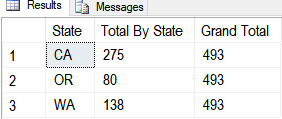 Results Messages
State Total By State Grand Total
1 CA 275 493
2 OR 80 493
3 WA 138 493